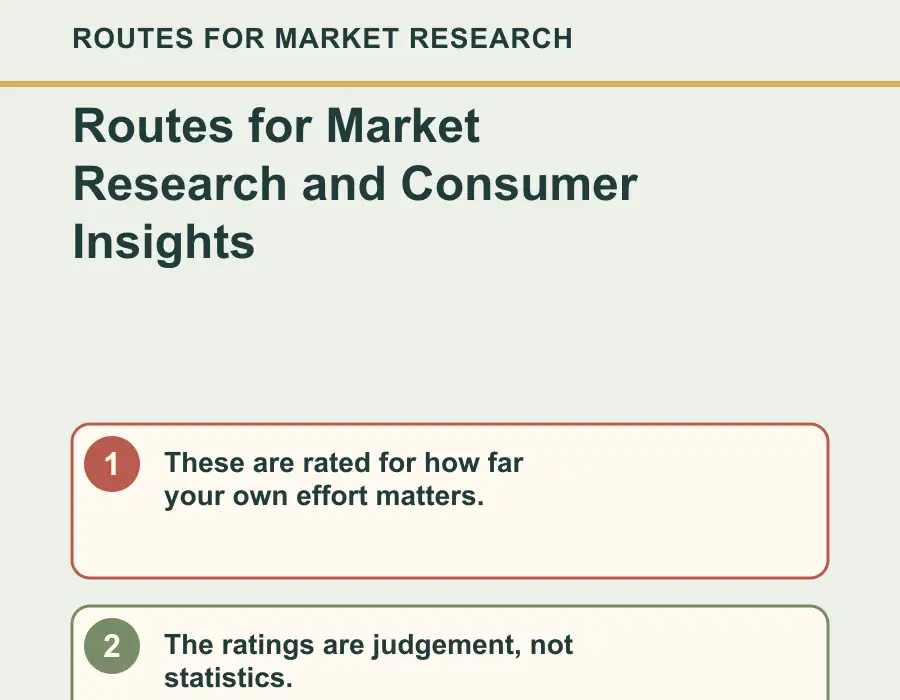 ROUTES FOR MARKET RESEARCH
Routes for Market
Research and Consumer
Insights
1
These are rated for how far
your own effort matters.
2
The ratings are judgement, not
statistics.